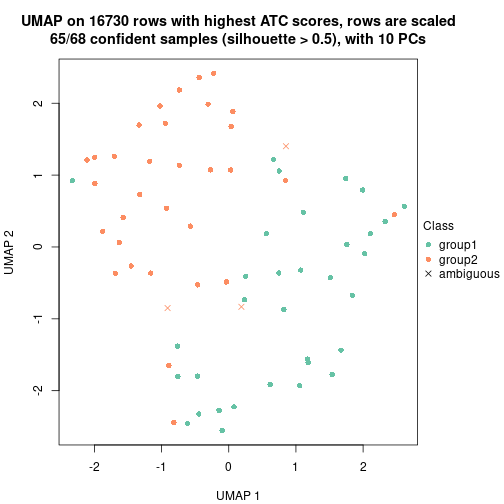 UMAP on 16730 rows with highest ATC scores, rows are scaled
65/68 confident samples (silhouette > 0.5), with 10 PCs
2
1
0
-1
-2
UMAP 2
-2
-1
0
1
2
UMAP 1
Class
group1
group2
ambiguous